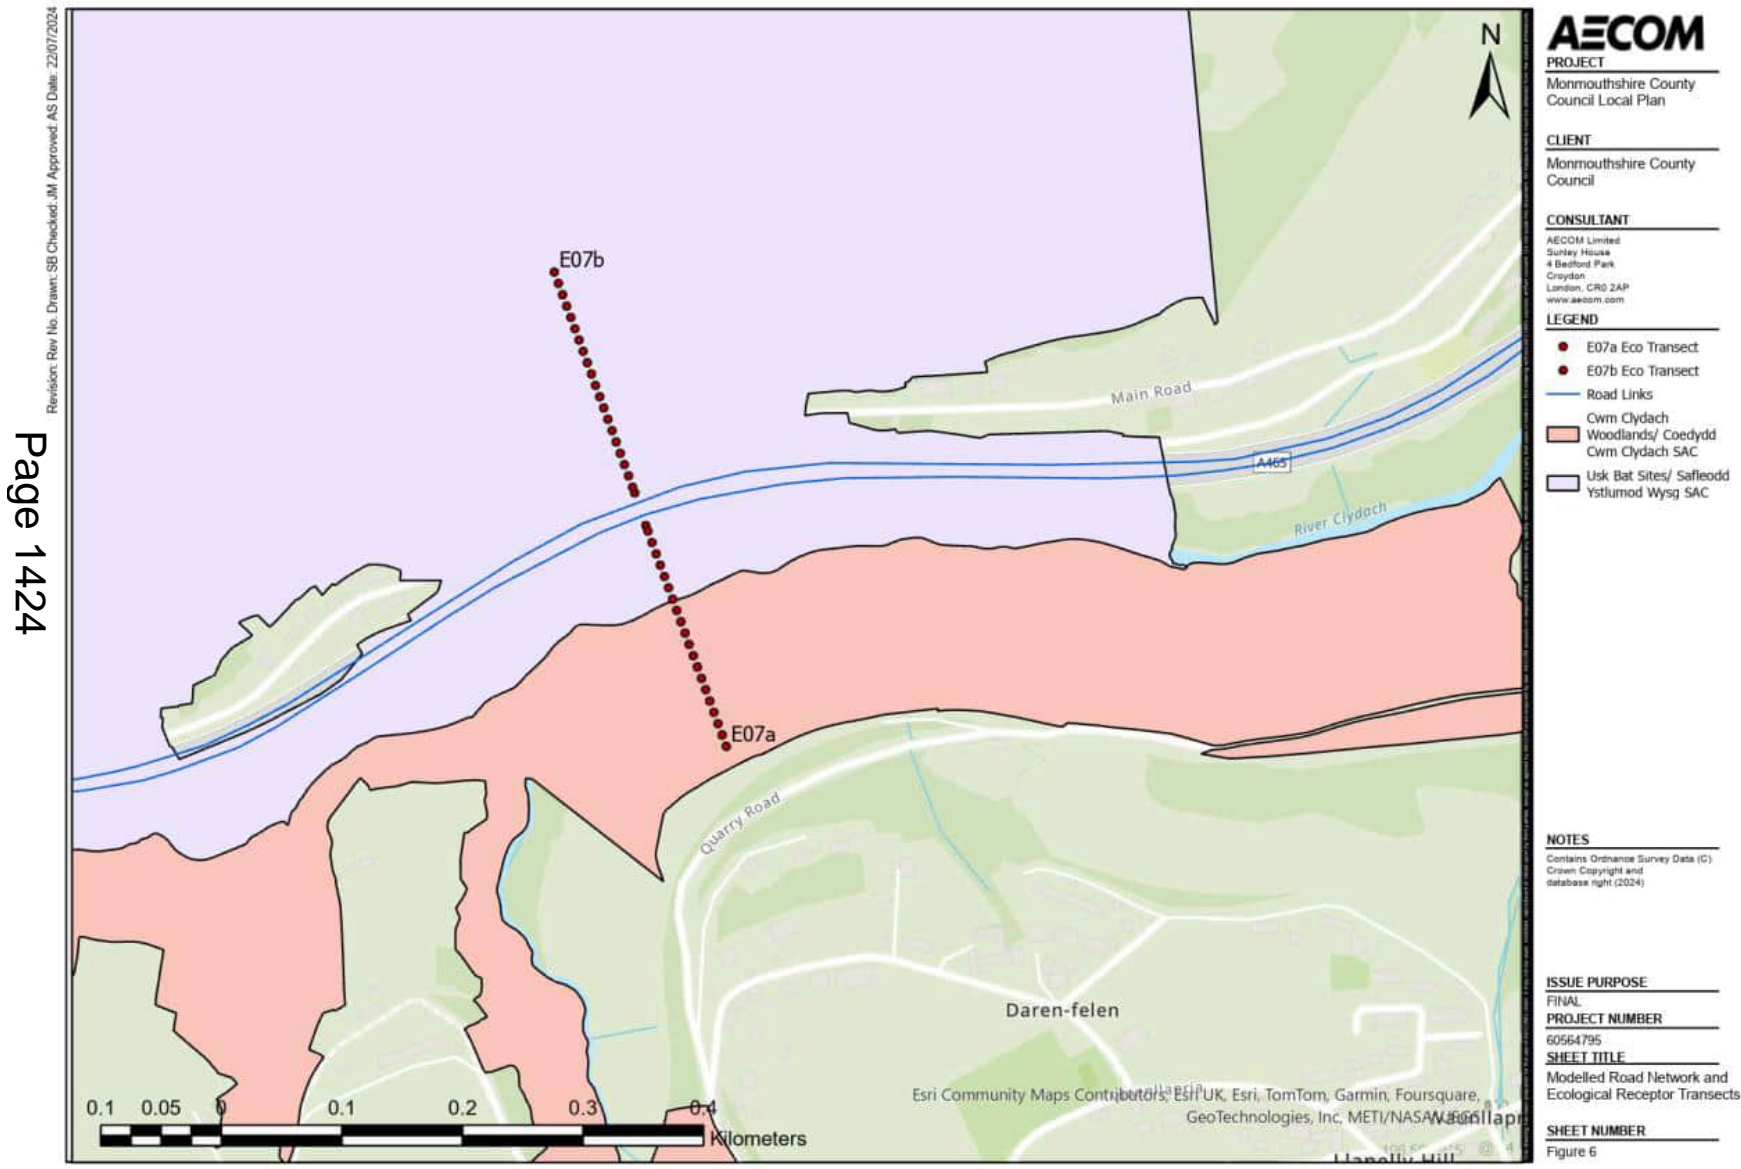 Revision: Rev No. Drawn: SB Checked: JM Approved: AS Date: 22/07/2024
Page 1424
N
E07b
Main Road
A465
River Clydach
E07a
Quarry Road
Daren-felen
0.1 0.05 0 0.1 0.2 0.3 0.4
Kilometers
Esri Community Maps Contributors, Esri UK, Esri, TomTom, Garmin, Foursquare,
GeoTechnologies, Inc, METI/NASA, USGS
Llanelly Hill
AECOM
PROJECT
Monmouthshire County
Council Local Plan
CLIENT
Monmouthshire County
Council
CONSULTANT
AECOM Limited
Sunley House
4 Bedford Park
Croydon
London, CR0 2AP
www.aecom.com
LEGEND
E07a Eco Transect
E07b Eco Transect
Road Links
Cwm Clydach
Woodlands/ Coedydd
Cwm Clydach SAC
Usk Bat Sites/ Safleodd
Ystlumod Wysg SAC
NOTES
Contains Ordnance Survey Data (C)
Crown Copyright and
database right (2024)
ISSUE PURPOSE
FINAL
PROJECT NUMBER
60564795
SHEET TITLE
Modelled Road Network and
Ecological Receptor Transects
SHEET NUMBER
Figure 6